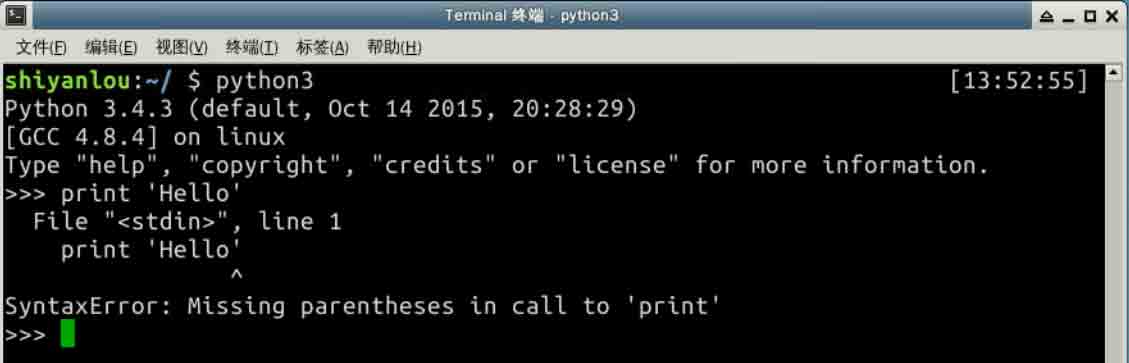 Terminal 终端 - python3
文件(F) 编辑(E) 视图(V) 终端(T) 标签(A) 帮助(H)
shiyanlou:~/ $ python3 [13:52:55]
Python 3.4.3 (default, Oct 14 2015, 20:28:29)
[GCC 4.8.4] on linux
Type "help", "copyright", "credits" or "license" for more information.
>>> print 'Hello'
  File "<stdin>", line 1
    print 'Hello'
                ^
SyntaxError: Missing parentheses in call to 'print'
>>>